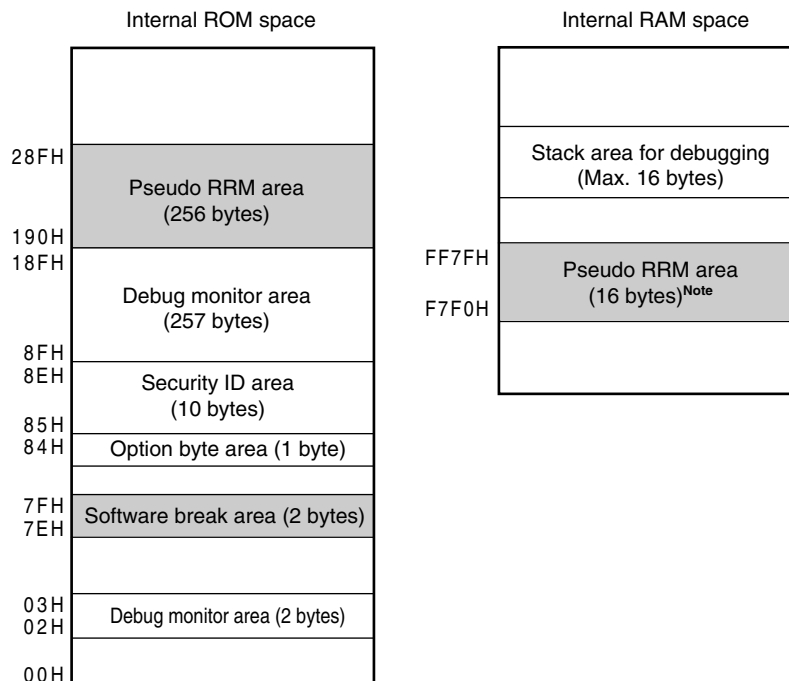 Internal ROM space
28FH
Pseudo RRM area
(256 bytes)
190H
18FH
Debug monitor area
(257 bytes)
8FH
8EH
Security ID area
(10 bytes)
85H
84H
Option byte area (1 byte)
7FH
Software break area (2 bytes)
7EH
03H
Debug monitor area (2 bytes)
02H
00H
Internal RAM space
Stack area for debugging
(Max. 16 bytes)
FF7FH
Pseudo RRM area
(16 bytes)Note
F7F0H